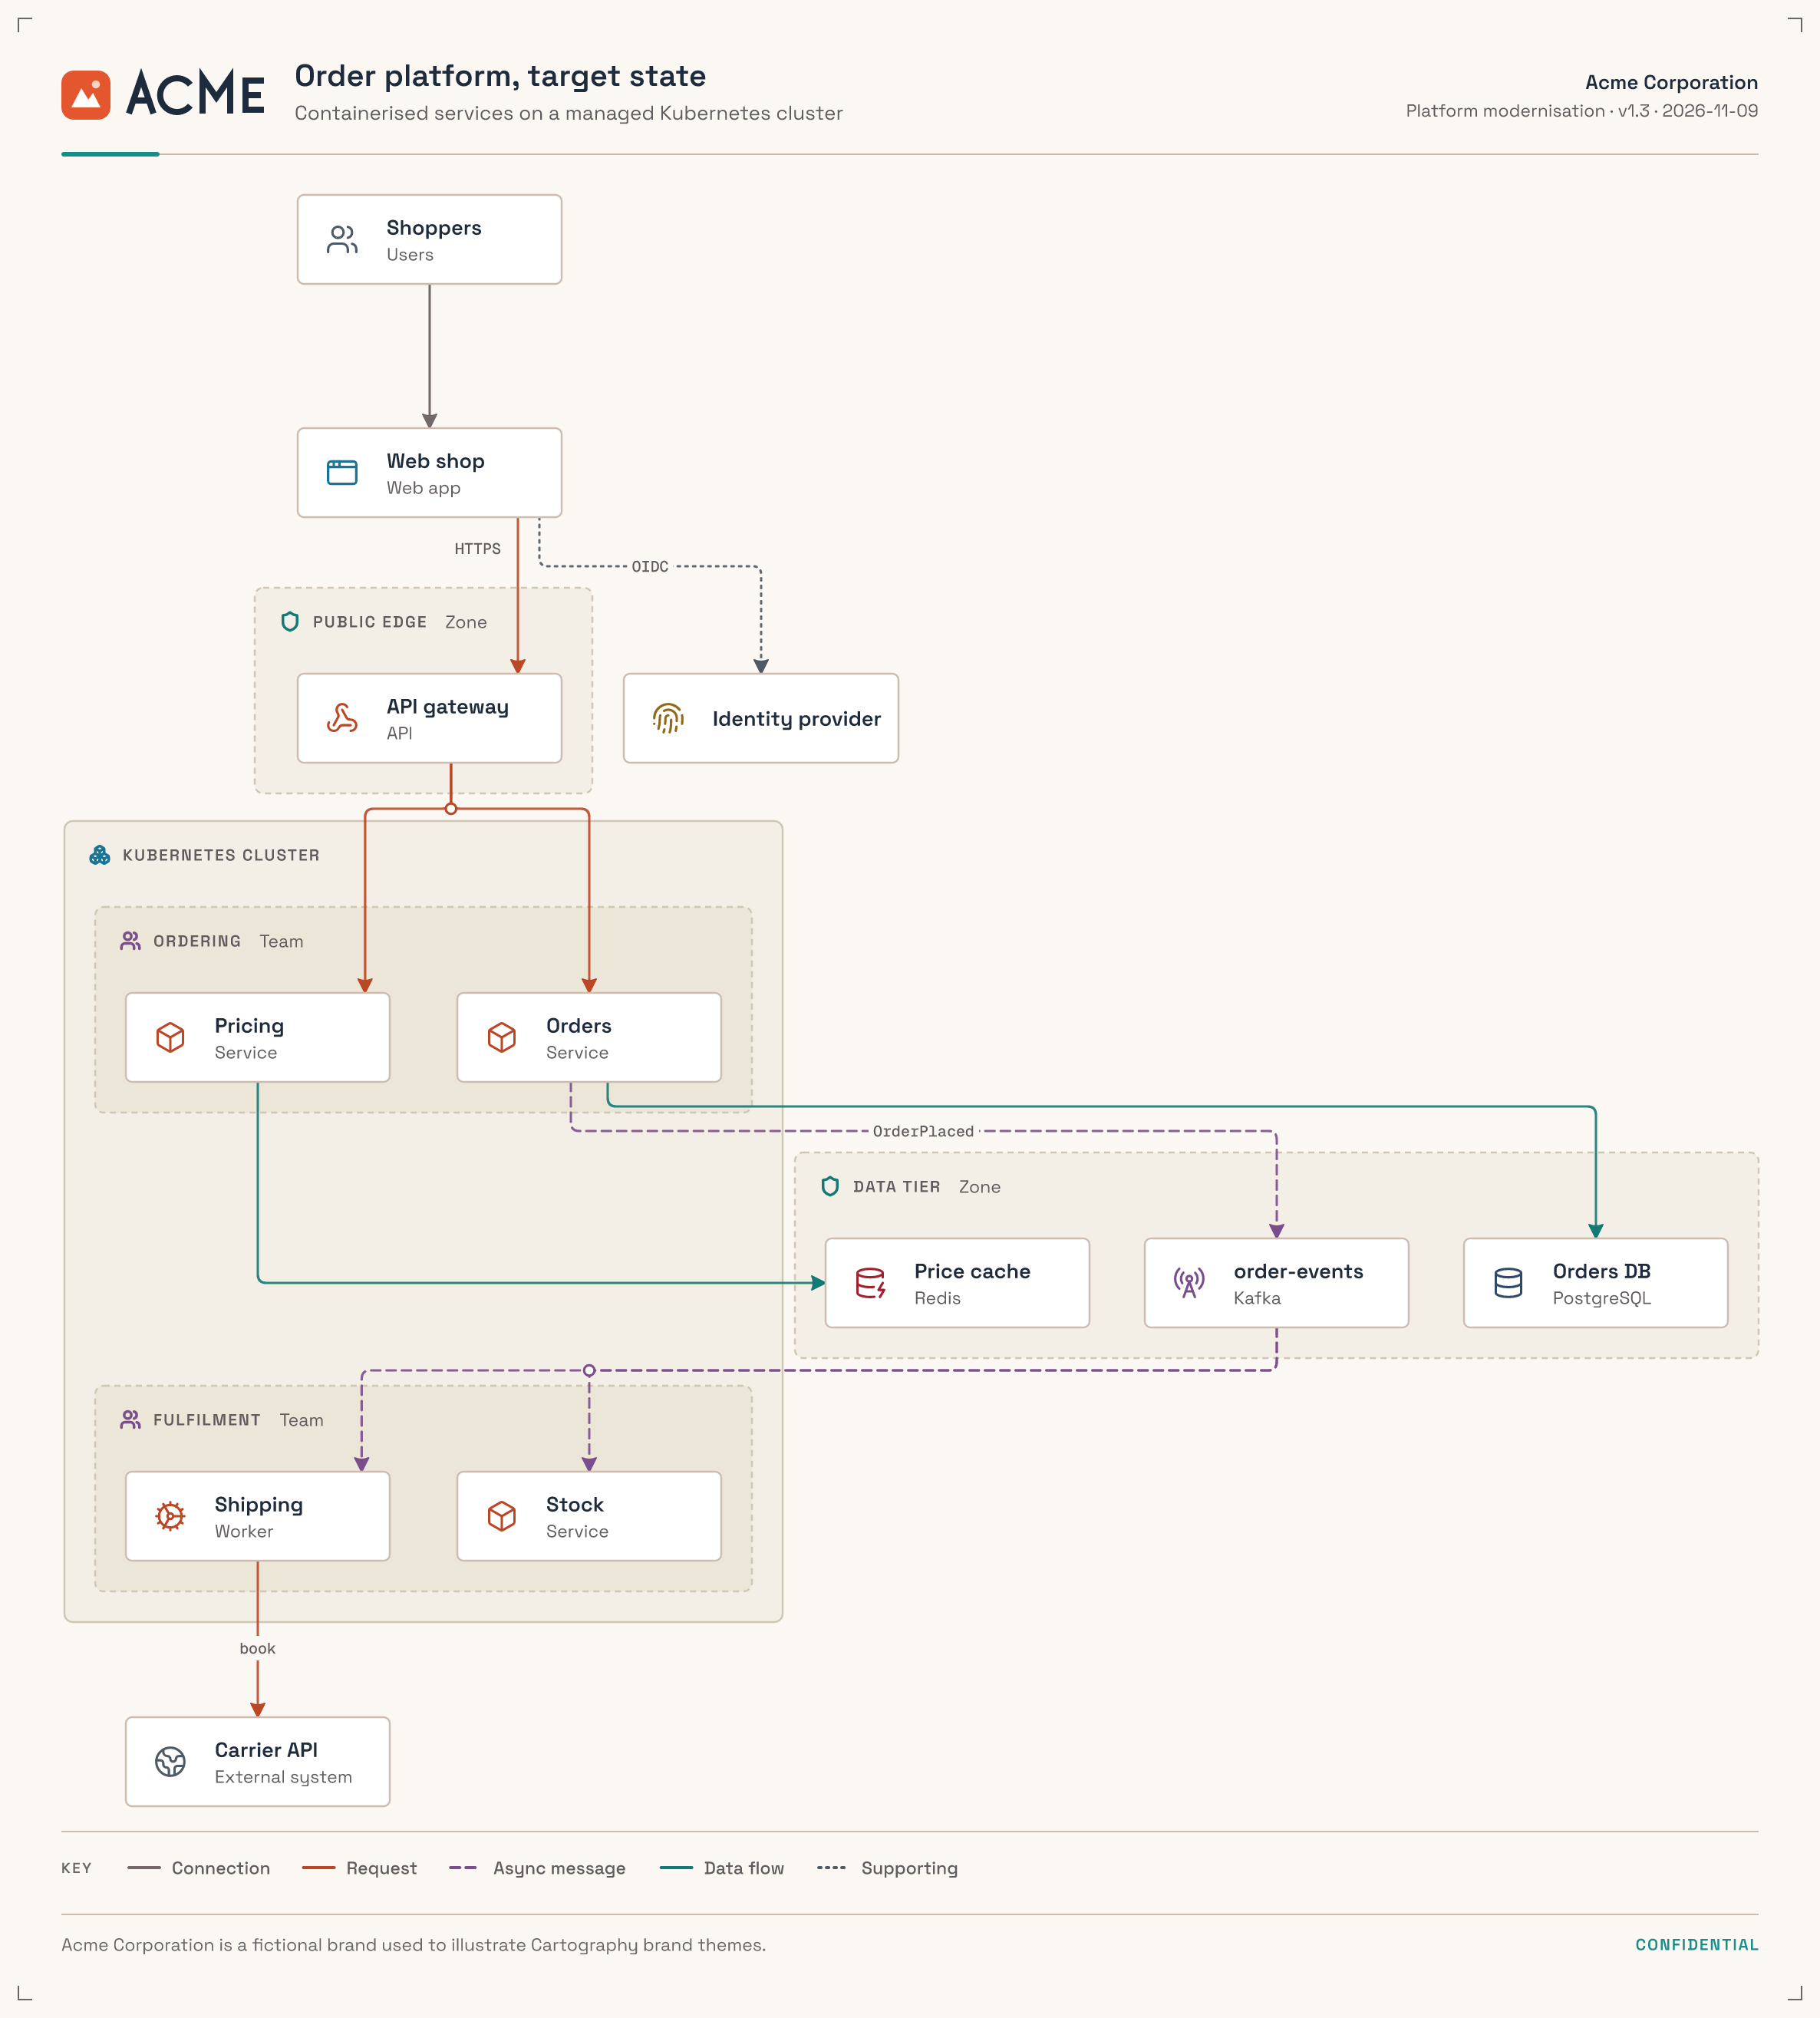 ACME
Order platform, target state
Containerised services on a managed Kubernetes cluster
Acme Corporation
Platform modernisation · v1.3 · 2026-11-09
Shoppers
Users
Web shop
Web app
HTTPS
OIDC
PUBLIC EDGE Zone
API gateway
API
Identity provider
KUBERNETES CLUSTER
ORDERING Team
Pricing
Service
Orders
Service
OrderPlaced
DATA TIER Zone
Price cache
Redis
order-events
Kafka
Orders DB
PostgreSQL
FULFILMENT Team
Shipping
Worker
Stock
Service
book
Carrier API
External system
KEY Connection Request Async message Data flow Supporting
Acme Corporation is a fictional brand used to illustrate Cartography brand themes.
CONFIDENTIAL